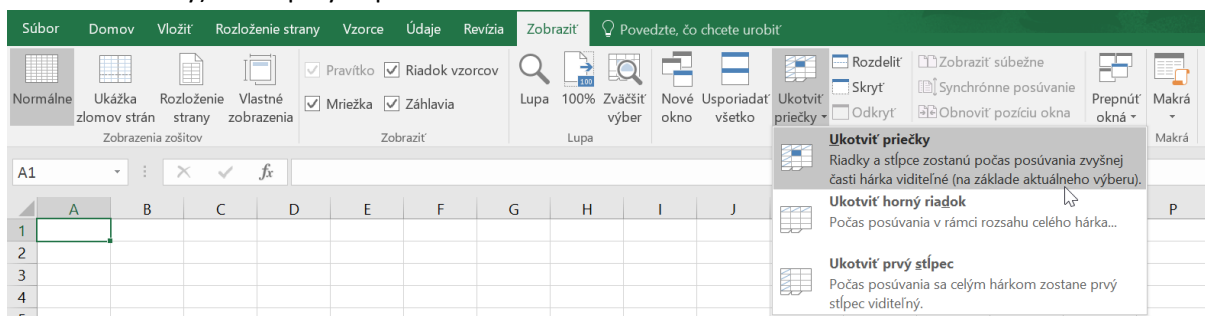 Súbor Domov Vložiť Rozloženie strany Vzorce Údaje Revízia Zobraziť Povedzte, čo chcete urobiť
Normálne
Ukážka
zlomov strán
Rozloženie
strany
Vlastné
zobrazenia
Zobrazenia zošitov
Pravítko Riadok vzorcov
Mriežka Záhlavia
Zobraziť
Lupa
100%
Zväčšiť
výber
Lupa
Nové
okno
Usporiadať
všetko
Ukotviť
priečky
Rozdeliť
Skryť
Odkryť
Zobraziť súbežne
Synchrónne posúvanie
Obnoviť pozíciu okna
Prepnúť
okná
Makrá
Makrá
Ukotviť priečky
Riadky a stĺpce zostanú počas posúvania zvyšnej
časti hárka viditeľné (na základe aktuálneho výberu).
Ukotviť horný riadok
Počas posúvania v rámci rozsahu celého hárka...
Ukotviť prvý stĺpec
Počas posúvania sa celým hárkom zostane prvý
stĺpec viditeľný.
A1 fx
A B C D E F G H I J P
1
2
3
4